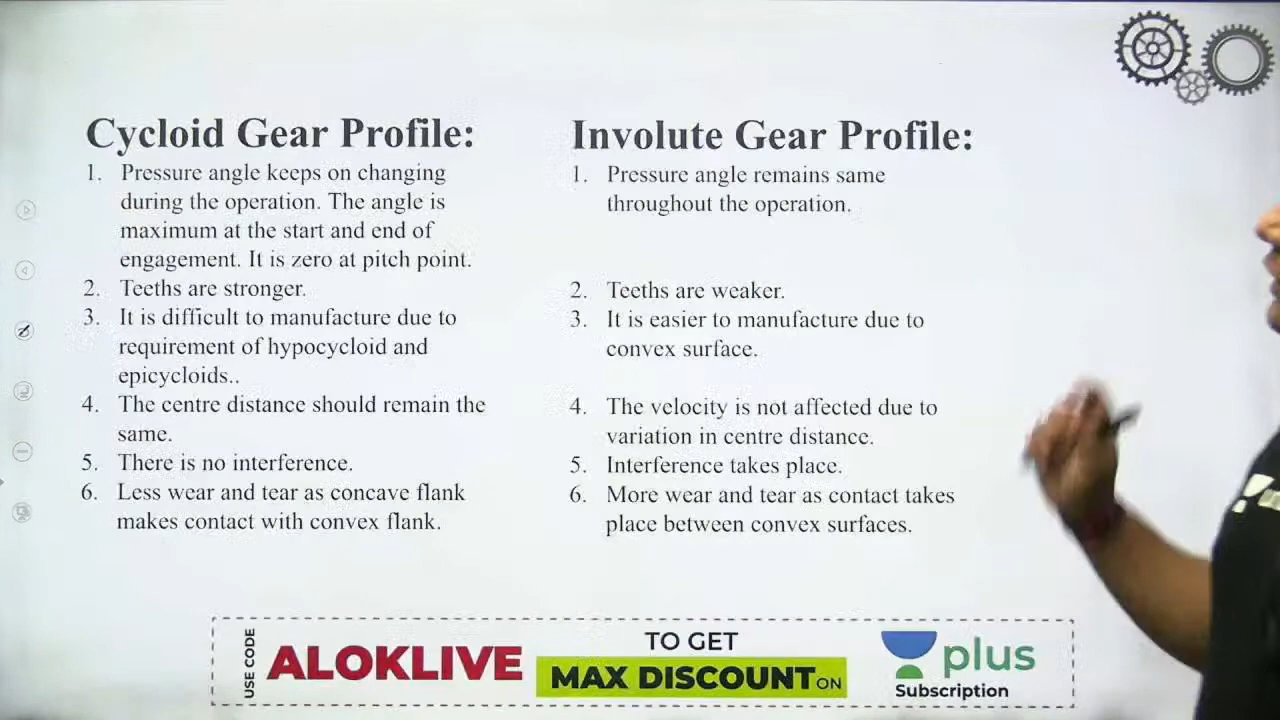 Cycloid Gear Profile:
1. Pressure angle keeps on changing
during the operation. The angle is
maximum at the start and end of
engagement. It is zero at pitch point.
2. Teeths are stronger.
3. It is difficult to manufacture due to
requirement of hypocycloid and
epicycloids..
4. The centre distance should remain the
same.
5. There is no interference.
6. Less wear and tear as concave flank
makes contact with convex flank.
Involute Gear Profile:
1. Pressure angle remains same
throughout the operation.
2. Teeths are weaker.
3. It is easier to manufacture due to
convex surface.
4. The velocity is not affected due to
variation in centre distance.
5. Interference takes place.
6. More wear and tear as contact takes
place between convex surfaces.
USE CODE
ALOKLIVE
TO GET
MAX DISCOUNT ON
plus
Subscription